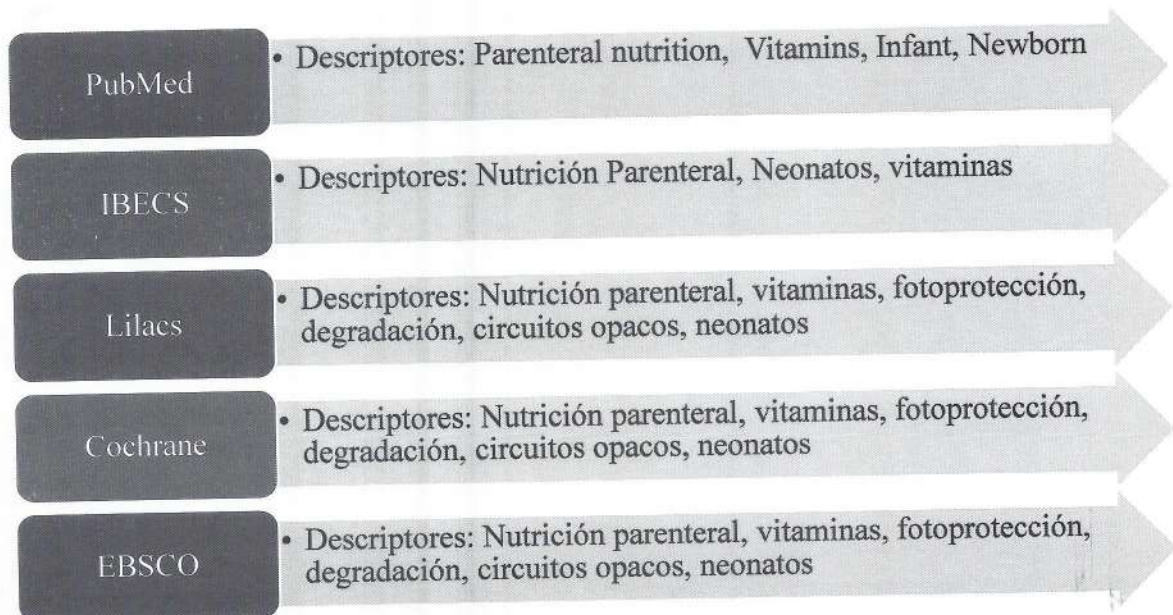 PubMed
• Descriptores: Parenteral nutrition, Vitamins, Infant, Newborn
IBECS
• Descriptores: Nutrición Parenteral, Neonatos, vitaminas
Lilacs
• Descriptores: Nutrición parenteral, vitaminas, fotoprotección,
degradación, circuitos opacos, neonatos
Cochrane
• Descriptores: Nutrición parenteral, vitaminas, fotoprotección,
degradación, circuitos opacos, neonatos
EBSCO
• Descriptores: Nutrición parenteral, vitaminas, fotoprotección,
degradación, circuitos opacos, neonatos